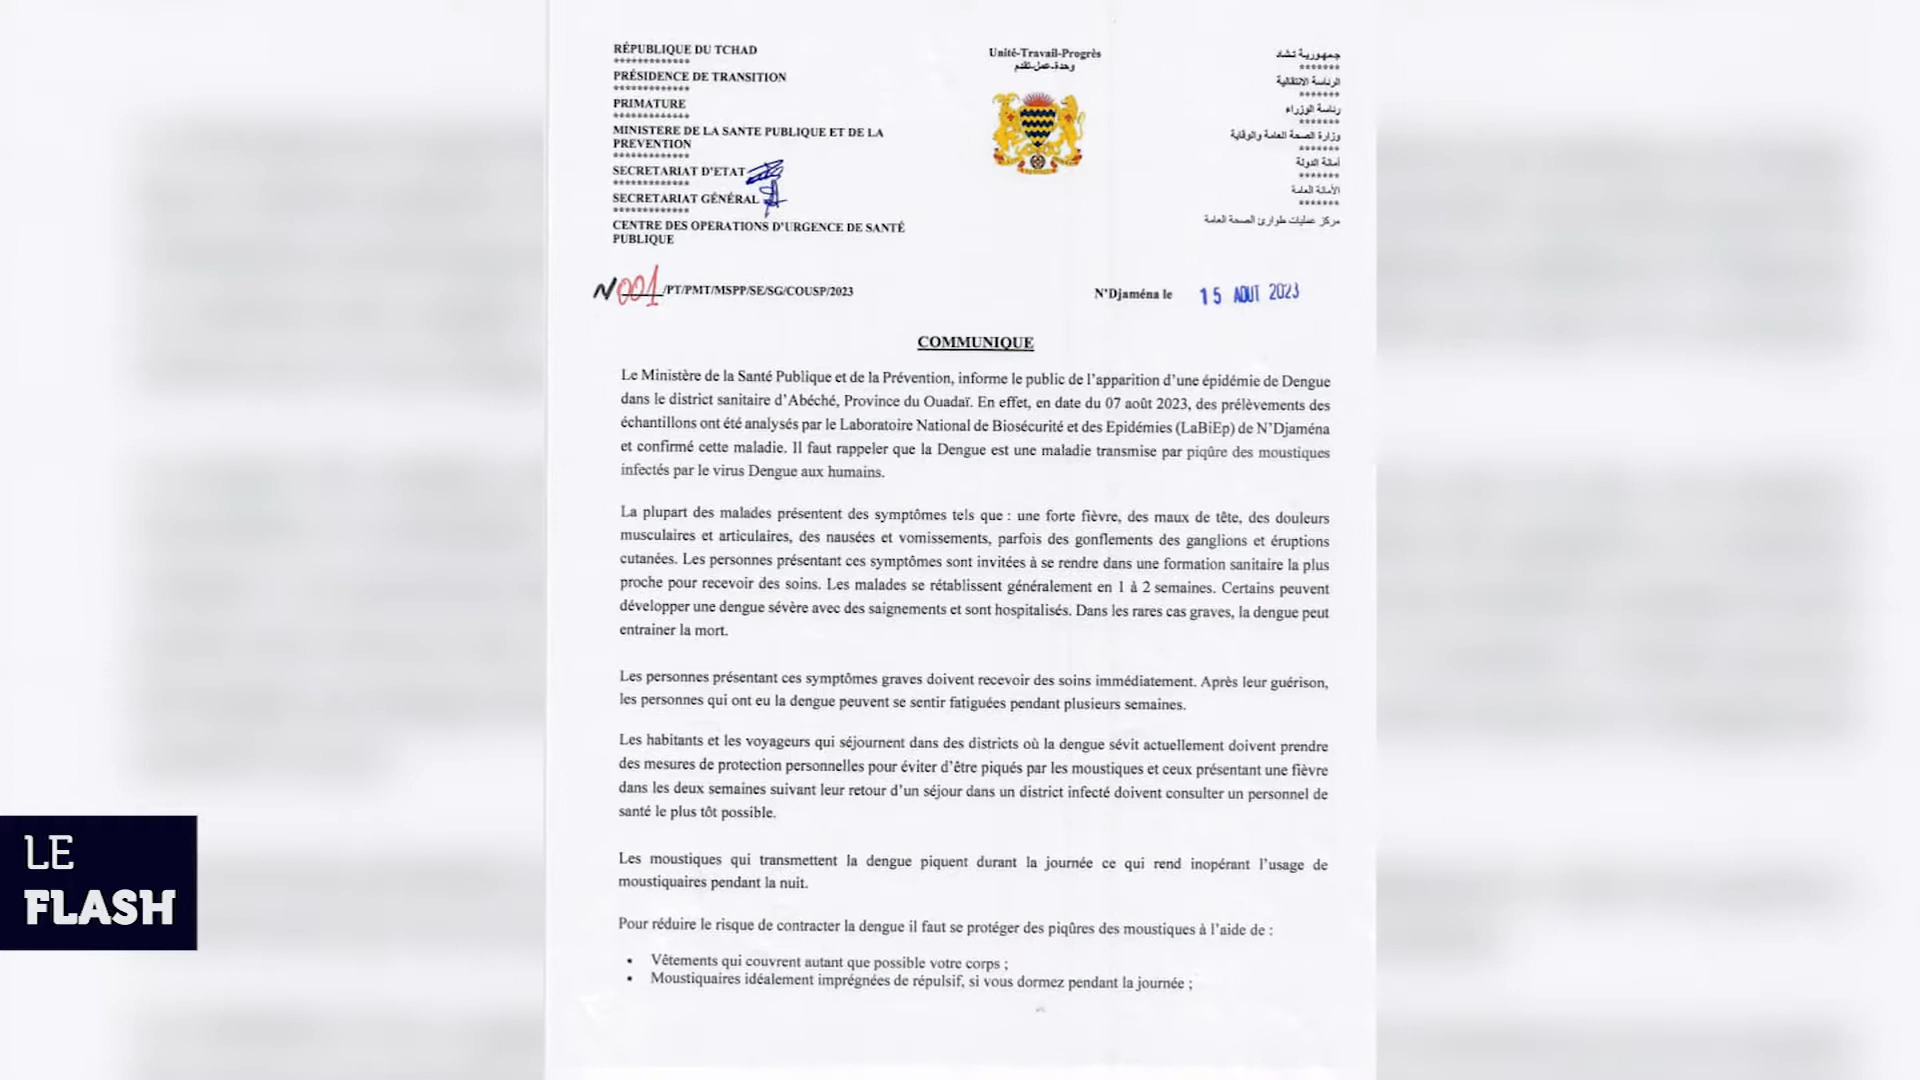 RÉPUBLIQUE DU TCHAD
*************
PRÉSIDENCE DE TRANSITION
*************
PRIMATURE
*************
MINISTERE DE LA SANTE PUBLIQUE ET DE LA
PREVENTION
*************
SECRETARIAT D'ETAT
*************
SECRETARIAT GÉNÉRAL
*************
CENTRE DES OPERATIONS D'URGENCE DE SANTÉ
PUBLIQUE
Unité-Travail-Progrès
وحدة-عمل-تقدم
جمهورية تشاد
*******
الرئاسة الانتقالية
*******
رئاسة الوزراء
*******
وزارة الصحة العامة والوقاية
*******
أمانة الدولة
*******
الأمانة العامة
*******
مركز عمليات طوارئ الصحة العامة
N 001/PT/PMT/MSPP/SE/SG/COUSP/2023
N'Djaména le 15 AOUT 2023
COMMUNIQUE
Le Ministère de la Santé Publique et de la Prévention, informe le public de l'apparition d'une épidémie de Dengue
dans le district sanitaire d'Abéché, Province du Ouadaï. En effet, en date du 07 août 2023, des prélèvements des
échantillons ont été analysés par le Laboratoire National de Biosécurité et des Epidémies (LaBiEp) de N'Djaména
et confirmé cette maladie. Il faut rappeler que la Dengue est une maladie transmise par piqûre des moustiques
infectés par le virus Dengue aux humains.
La plupart des malades présentent des symptômes tels que : une forte fièvre, des maux de tête, des douleurs
musculaires et articulaires, des nausées et vomissements, parfois des gonflements des ganglions et éruptions
cutanées. Les personnes présentant ces symptômes sont invitées à se rendre dans une formation sanitaire la plus
proche pour recevoir des soins. Les malades se rétablissent généralement en 1 à 2 semaines. Certains peuvent
développer une dengue sévère avec des saignements et sont hospitalisés. Dans les rares cas graves, la dengue peut
entrainer la mort.
Les personnes présentant ces symptômes graves doivent recevoir des soins immédiatement. Après leur guérison,
les personnes qui ont eu la dengue peuvent se sentir fatiguées pendant plusieurs semaines.
Les habitants et les voyageurs qui séjournent dans des districts où la dengue sévit actuellement doivent prendre
des mesures de protection personnelles pour éviter d'être piqués par les moustiques et ceux présentant une fièvre
dans les deux semaines suivant leur retour d'un séjour dans un district infecté doivent consulter un personnel de
santé le plus tôt possible.
Les moustiques qui transmettent la dengue piquent durant la journée ce qui rend inopérant l'usage de
moustiquaires pendant la nuit.
Pour réduire le risque de contracter la dengue il faut se protéger des piqûres des moustiques à l'aide de :
• Vêtements qui couvrent autant que possible votre corps ;
• Moustiquaires idéalement imprégnées de répulsif, si vous dormez pendant la journée ;
LE
FLASH